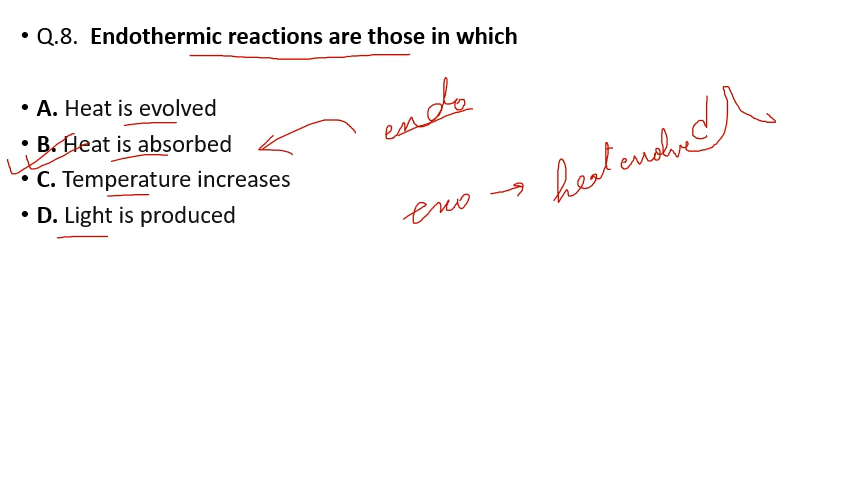 • Q.8. Endothermic reactions are those in which
• A. Heat is evolved
• B. Heat is absorbed
• C. Temperature increases
• D. Light is produced
endo
exo → heat evolved